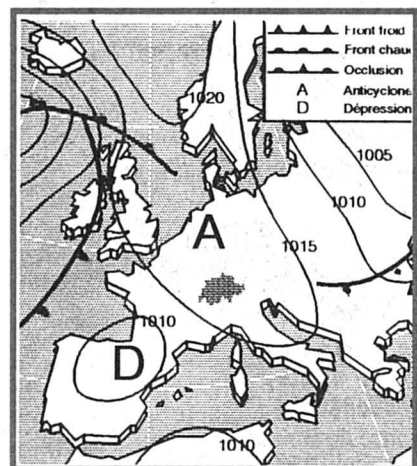 Front froid
Front chau
Occlusion
A Anticyclone
D Dépression
1020
1005
1010
A
1015
1010
D
1010